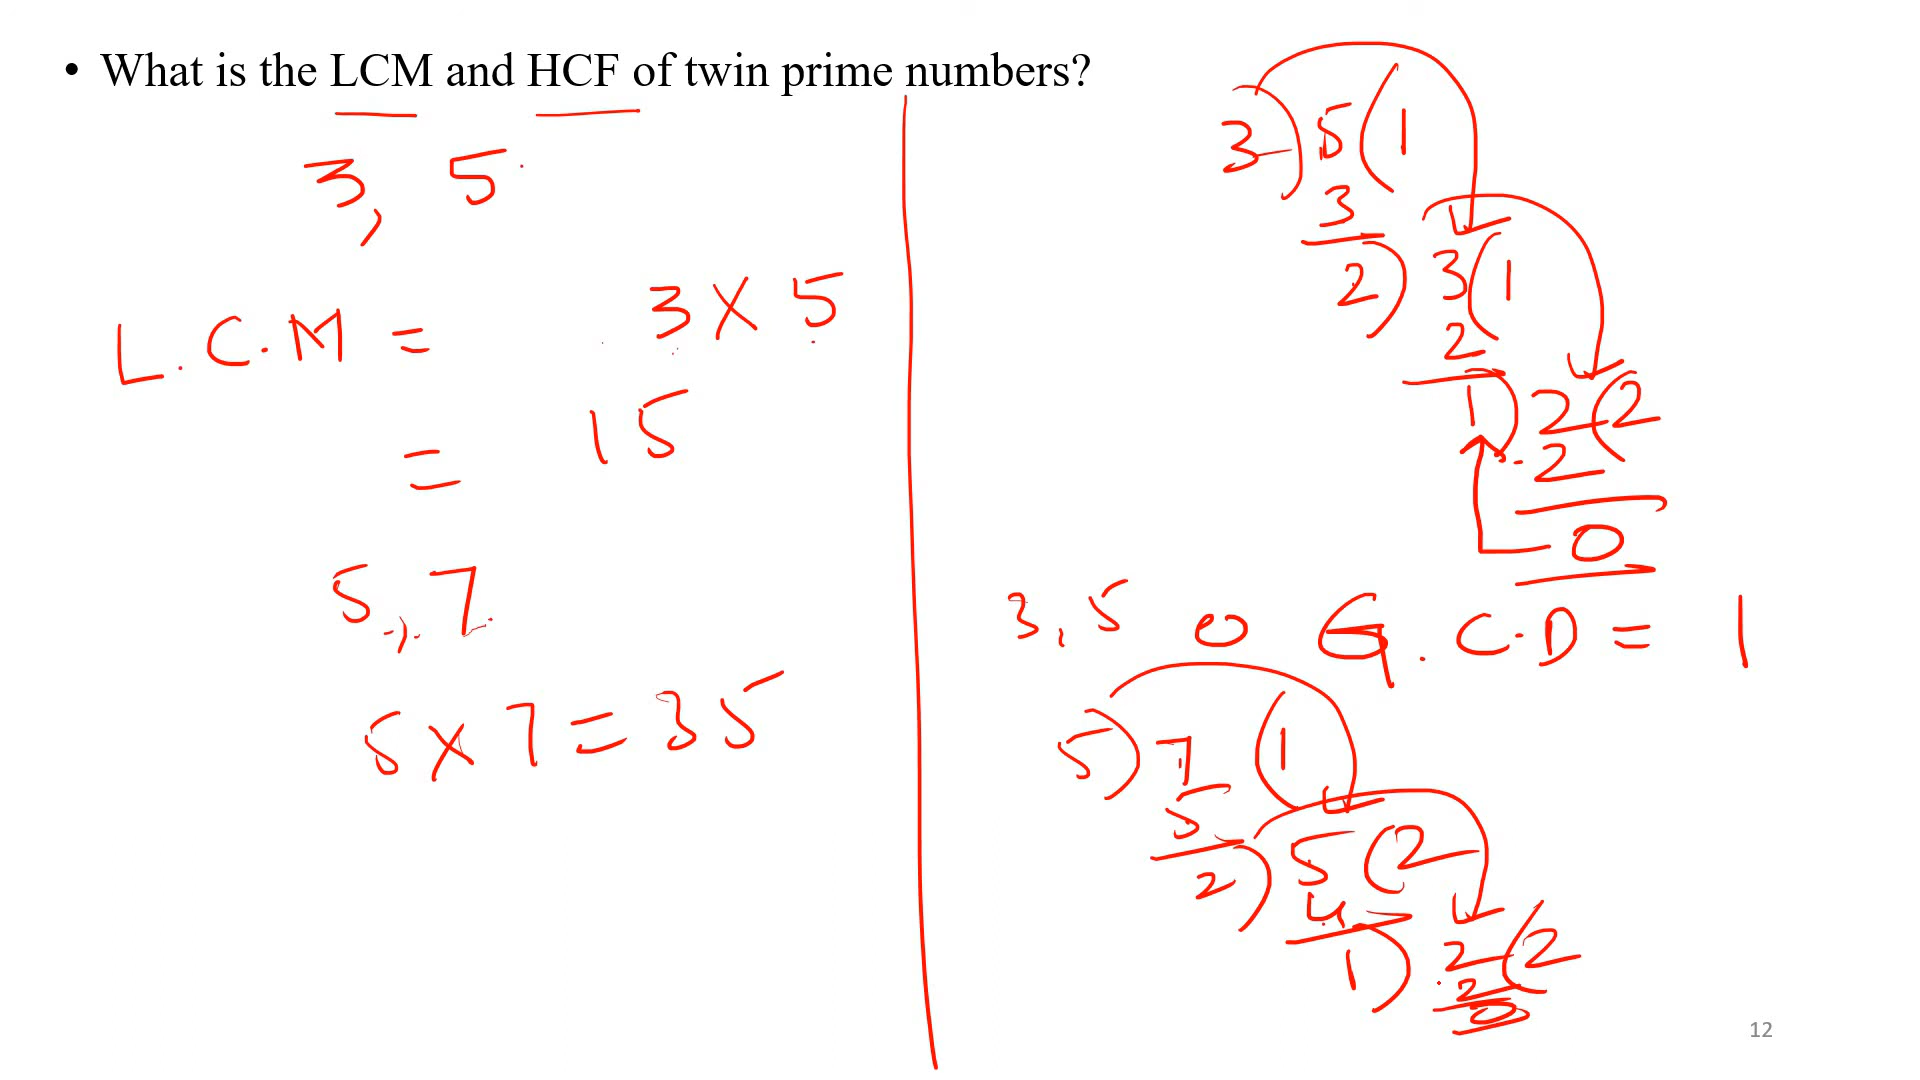 • What is the LCM and HCF of twin prime numbers?
3, 5
L.C.M = 3 X 5
= 15
5, 7
5 x 7 = 35
3 ) 5 ( 1
3
2 ) 3 ( 1
2
1 ) 2 ( 2
2
0
3, 5 G.C.D = 1
5 ) 7 ( 1
5
2 ) 5 ( 2
4
1 ) 2 ( 2
2
0
12